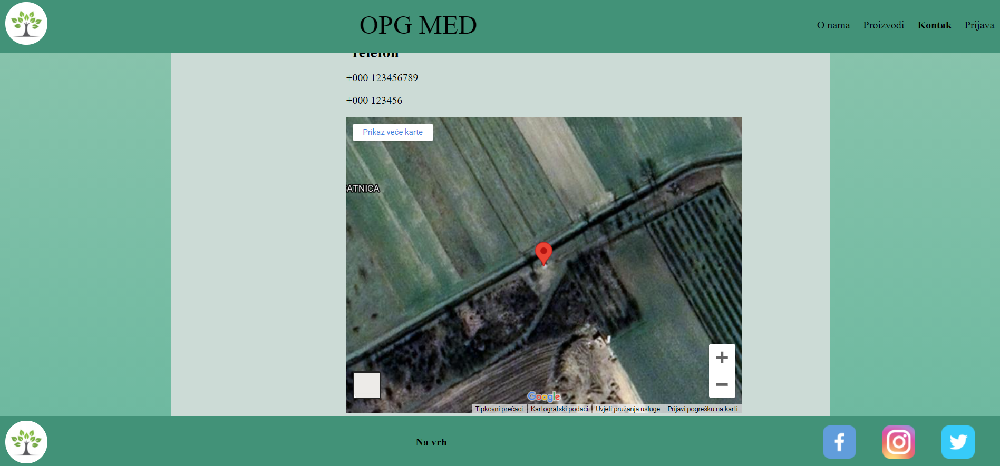 OPG MED
O nama Proizvodi Kontak Prijava
Telefon
+000 123456789
+000 123456
Prikaz veće karte
ATNICA
Google
Tipkovni prečaci Kartografski podaci Uvjeti pružanja usluge Prijavi pogrešku na karti
Na vrh